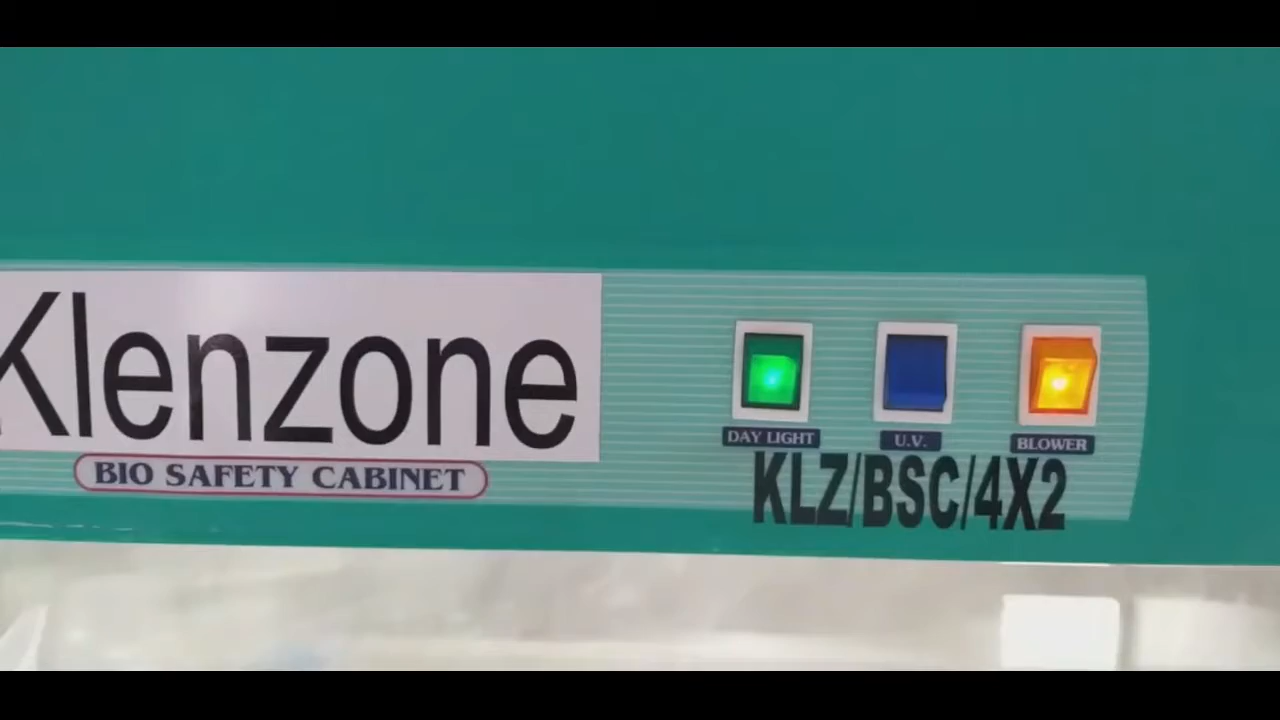 Klenzone
BIO SAFETY CABINET
DAY LIGHT
U.V.
BLOWER
KLZ/BSC/4X2